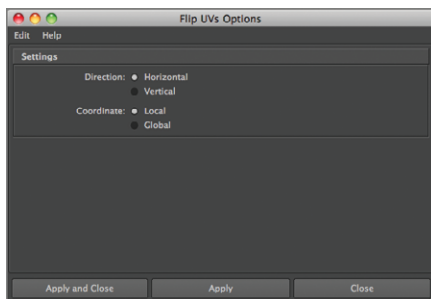 Flip UVs Options
Edit Help
Settings
Direction: Horizontal
Vertical
Coordinate: Local
Global
Apply and Close Apply Close